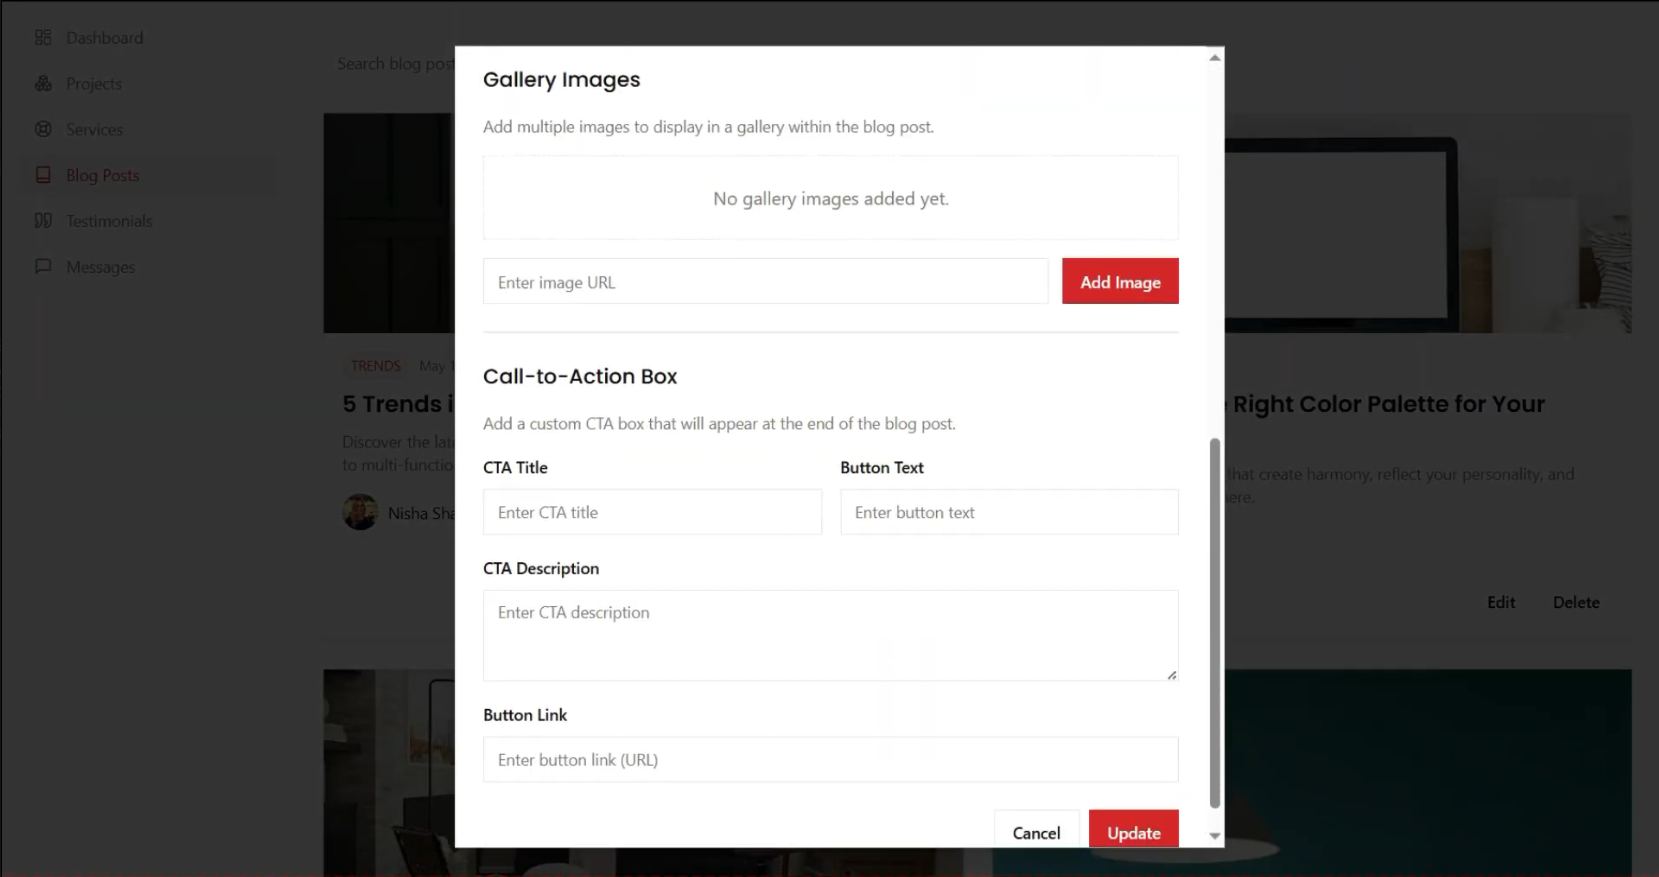 Dashboard
Projects
Services
Blog Posts
Testimonials
Messages
Search blog post
Gallery Images
Add multiple images to display in a gallery within the blog post.
No gallery images added yet.
Enter image URL
Add Image
Call-to-Action Box
Add a custom CTA box that will appear at the end of the blog post.
CTA Title
Button Text
Enter CTA title
Enter button text
CTA Description
Enter CTA description
Button Link
Enter button link (URL)
Cancel
Update
TRENDS May
5 Trends i
Discover the lat
to multi-functio
Nisha Sha
Right Color Palette for Your
that create harmony, reflect your personality, and
ere.
Edit Delete